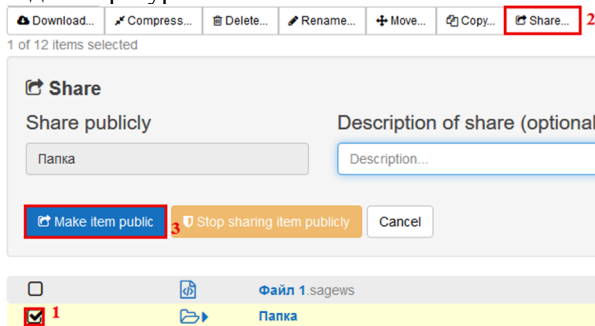 Download... Compress... Delete... Rename... Move... Copy... Share... 2
1 of 12 items selected
Share
Share publicly Description of share (optional
Папка Description...
Make item public 3 Stop sharing item publicly Cancel
Файл 1.sagews
1 Папка